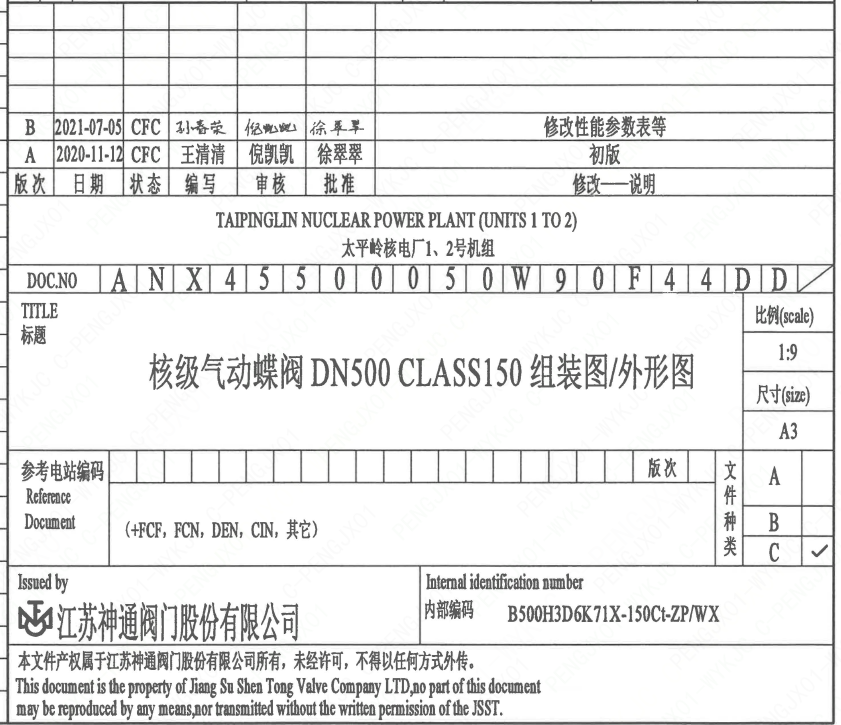 B 2021-07-05 CFC 孙春荣 倪凯凯 徐翠翠 修改性能参数表等
A 2020-11-12 CFC 王清清 倪凯凯 徐翠翠 初版
版次 日期 状态 编写 审核 批准 修改——说明
TAIPINGLIN NUCLEAR POWER PLANT (UNITS 1 TO 2)
太平岭核电厂1、2号机组
DOC.NO A N X 4 5 5 0 0 0 5 0 W 9 0 F 4 4 D D
TITLE
标题
核级气动蝶阀 DN500 CLASS150 组装图/外形图
比例(scale)
1:9
尺寸(size)
A3
参考电站编码
Reference
Document
版次
(+FCF, FCN, DEN, CIN, 其它)
文件种类
A
B
C ✓
Issued by
江苏神通阀门股份有限公司
Internal identification number
内部编码 B500H3D6K71X-150Ct-ZP/WX
本文件产权属于江苏神通阀门股份有限公司所有，未经许可，不得以任何方式外传。
This document is the property of Jiang Su Shen Tong Valve Company LTD,no part of this document
may be reproduced by any means,nor transmitted without the written permission of the JSST.